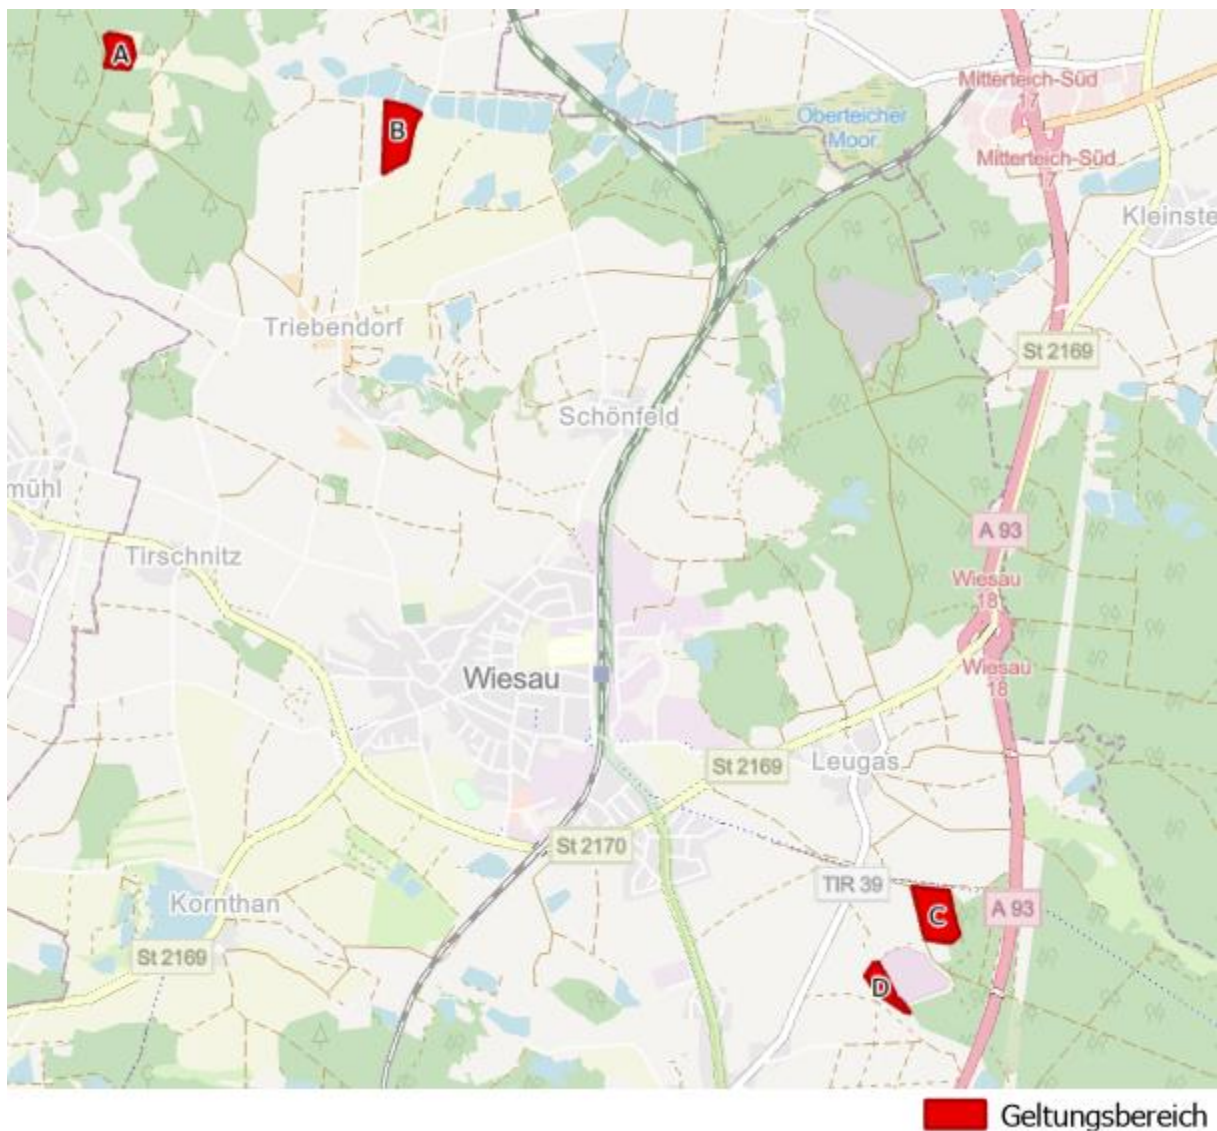 A
B
Oberteicher
Moor
Mitterteich-Süd
17
Mitterteich-Süd
17
Kleinste
Triebendorf
St 2169
Schönfeld
mühl
A 93
Tirschnitz
Wiesau
18
Wiesau
Wiesau
18
St 2169
Leugas
St 2170
TIR 39
Kornthan
C
A 93
St 2169
D
Geltungsbereich